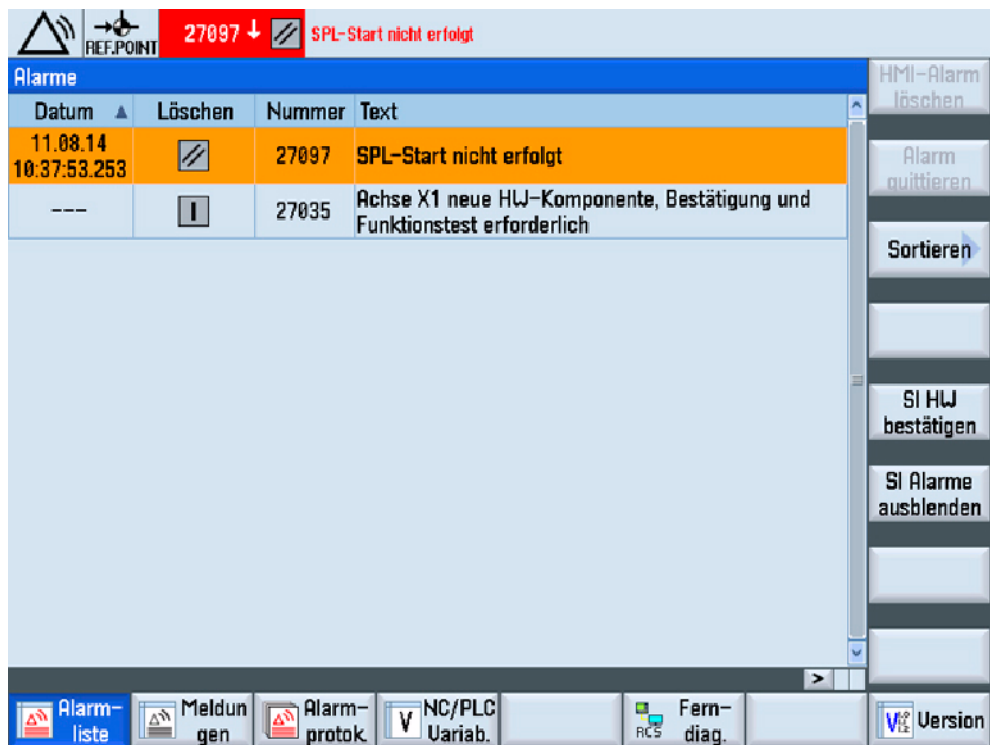 REF.POINT
27097 ↓
SPL-Start nicht erfolgt
Alarme
Datum Löschen Nummer Text
11.08.14
10:37:53.253
27097
SPL-Start nicht erfolgt
---
27035
Achse X1 neue HW-Komponente, Bestätigung und
Funktionstest erforderlich
HMI-Alarm
löschen
Alarm
quittieren
Sortieren
SI HW
bestätigen
SI Alarme
ausblenden
>
Alarm-
liste
Meldun
gen
Alarm-
protok.
V
NC/PLC
Variab.
RCS
Fern-
diag.
Version